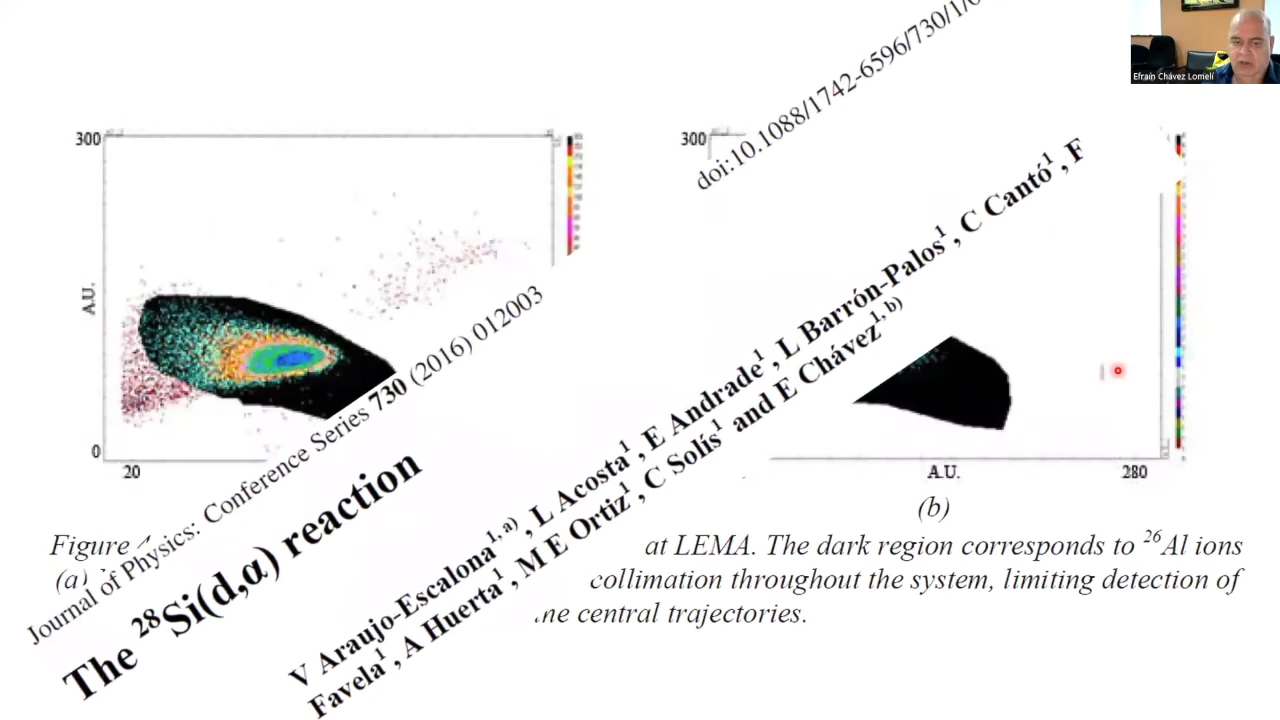 Efraín Chávez Lomelí
doi:10.1088/1742-6596/730/1/
300
300
A.U.
0
20
A.U.
280
(b)
Journal of Physics: Conference Series 730 (2016) 012003
The ²⁸Si(d,α) reaction
V Araujo-Escalona¹, ᵃ⁾, L Acosta¹, E Andrade¹, L Barrón-Palos¹, C Cantó¹, F
Favela¹, A Huerta¹, M E Ortiz¹, C Solís¹ and E Chávez¹, ᵇ⁾
Figure
at LEMA. The dark region corresponds to ²⁶Al ions
(a)
collimation throughout the system, limiting detection of
central trajectories.